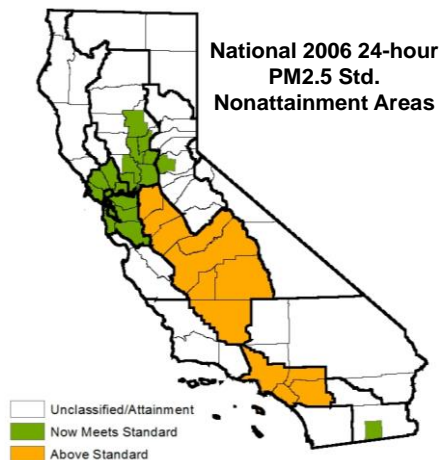 National 2006 24-hour
PM2.5 Std.
Nonattainment Areas
Unclassified/Attainment
Now Meets Standard
Above Standard